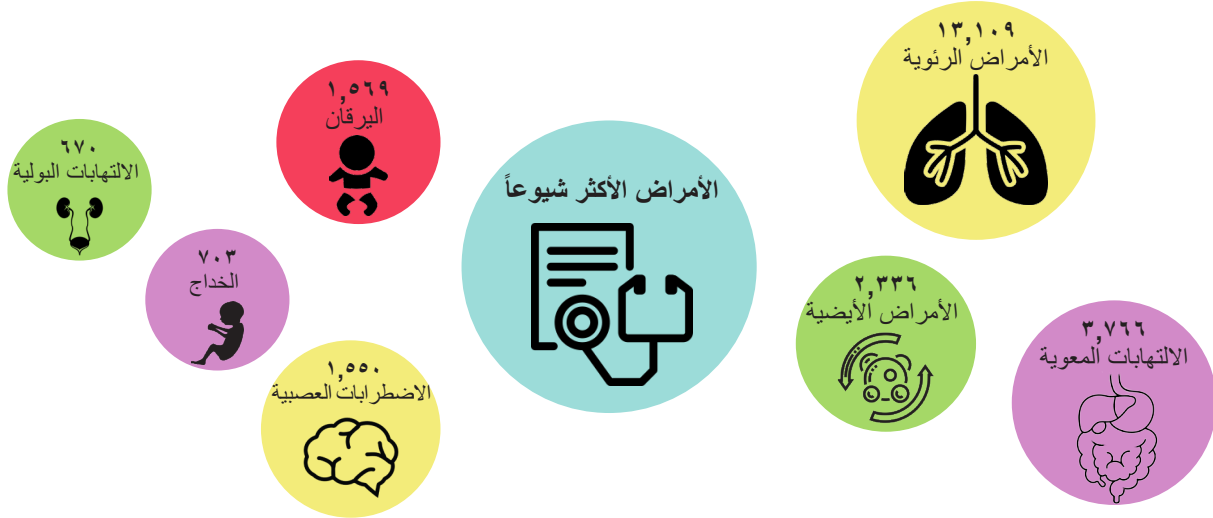 الأمراض الأكثر شيوعاً
١٣,١٠٩
الأمراض الرئوية
٣,٧٦٦
الالتهابات المعوية
٢,٣٣٦
الأمراض الأيضية
١,٥٦٩
اليرقان
١,٥٥٠
الاضطرابات العصبية
٧٠٣
الخداج
٦٧٠
الالتهابات البولية